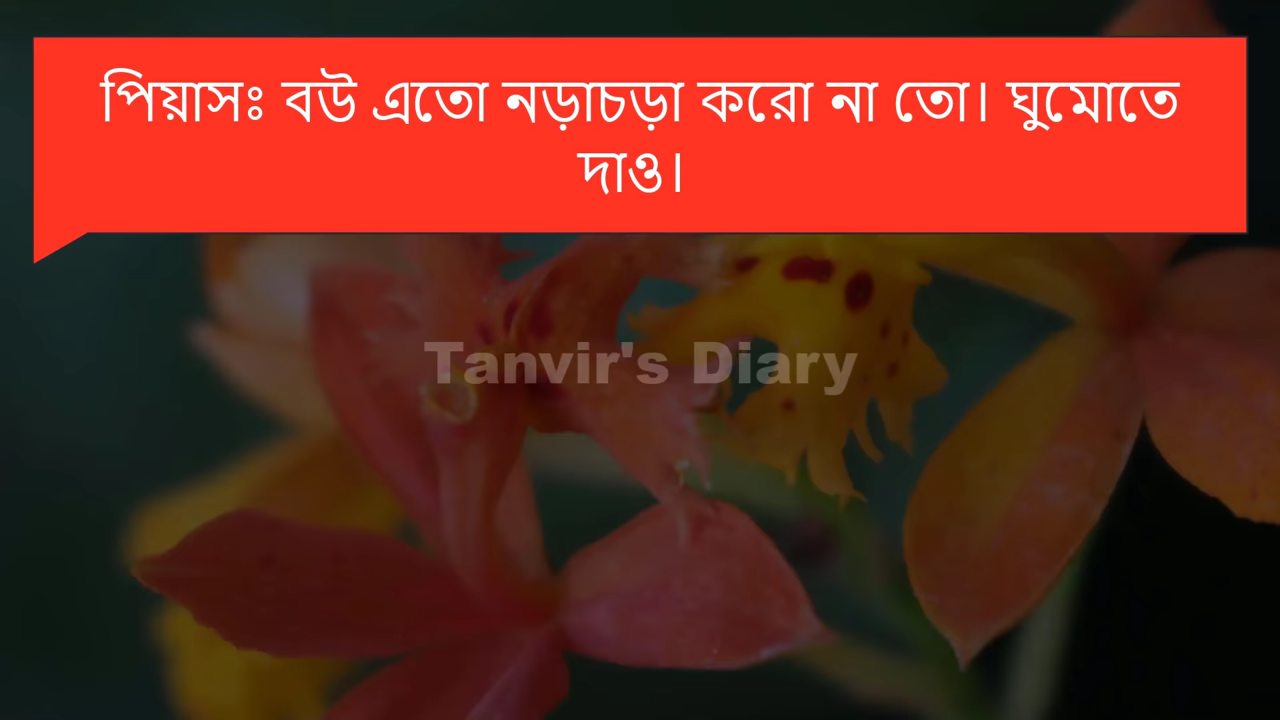 পিয়াসঃ বউ এতো নড়াচড়া করো না তো। ঘুমোতে
দাও।
Tanvir's Diary